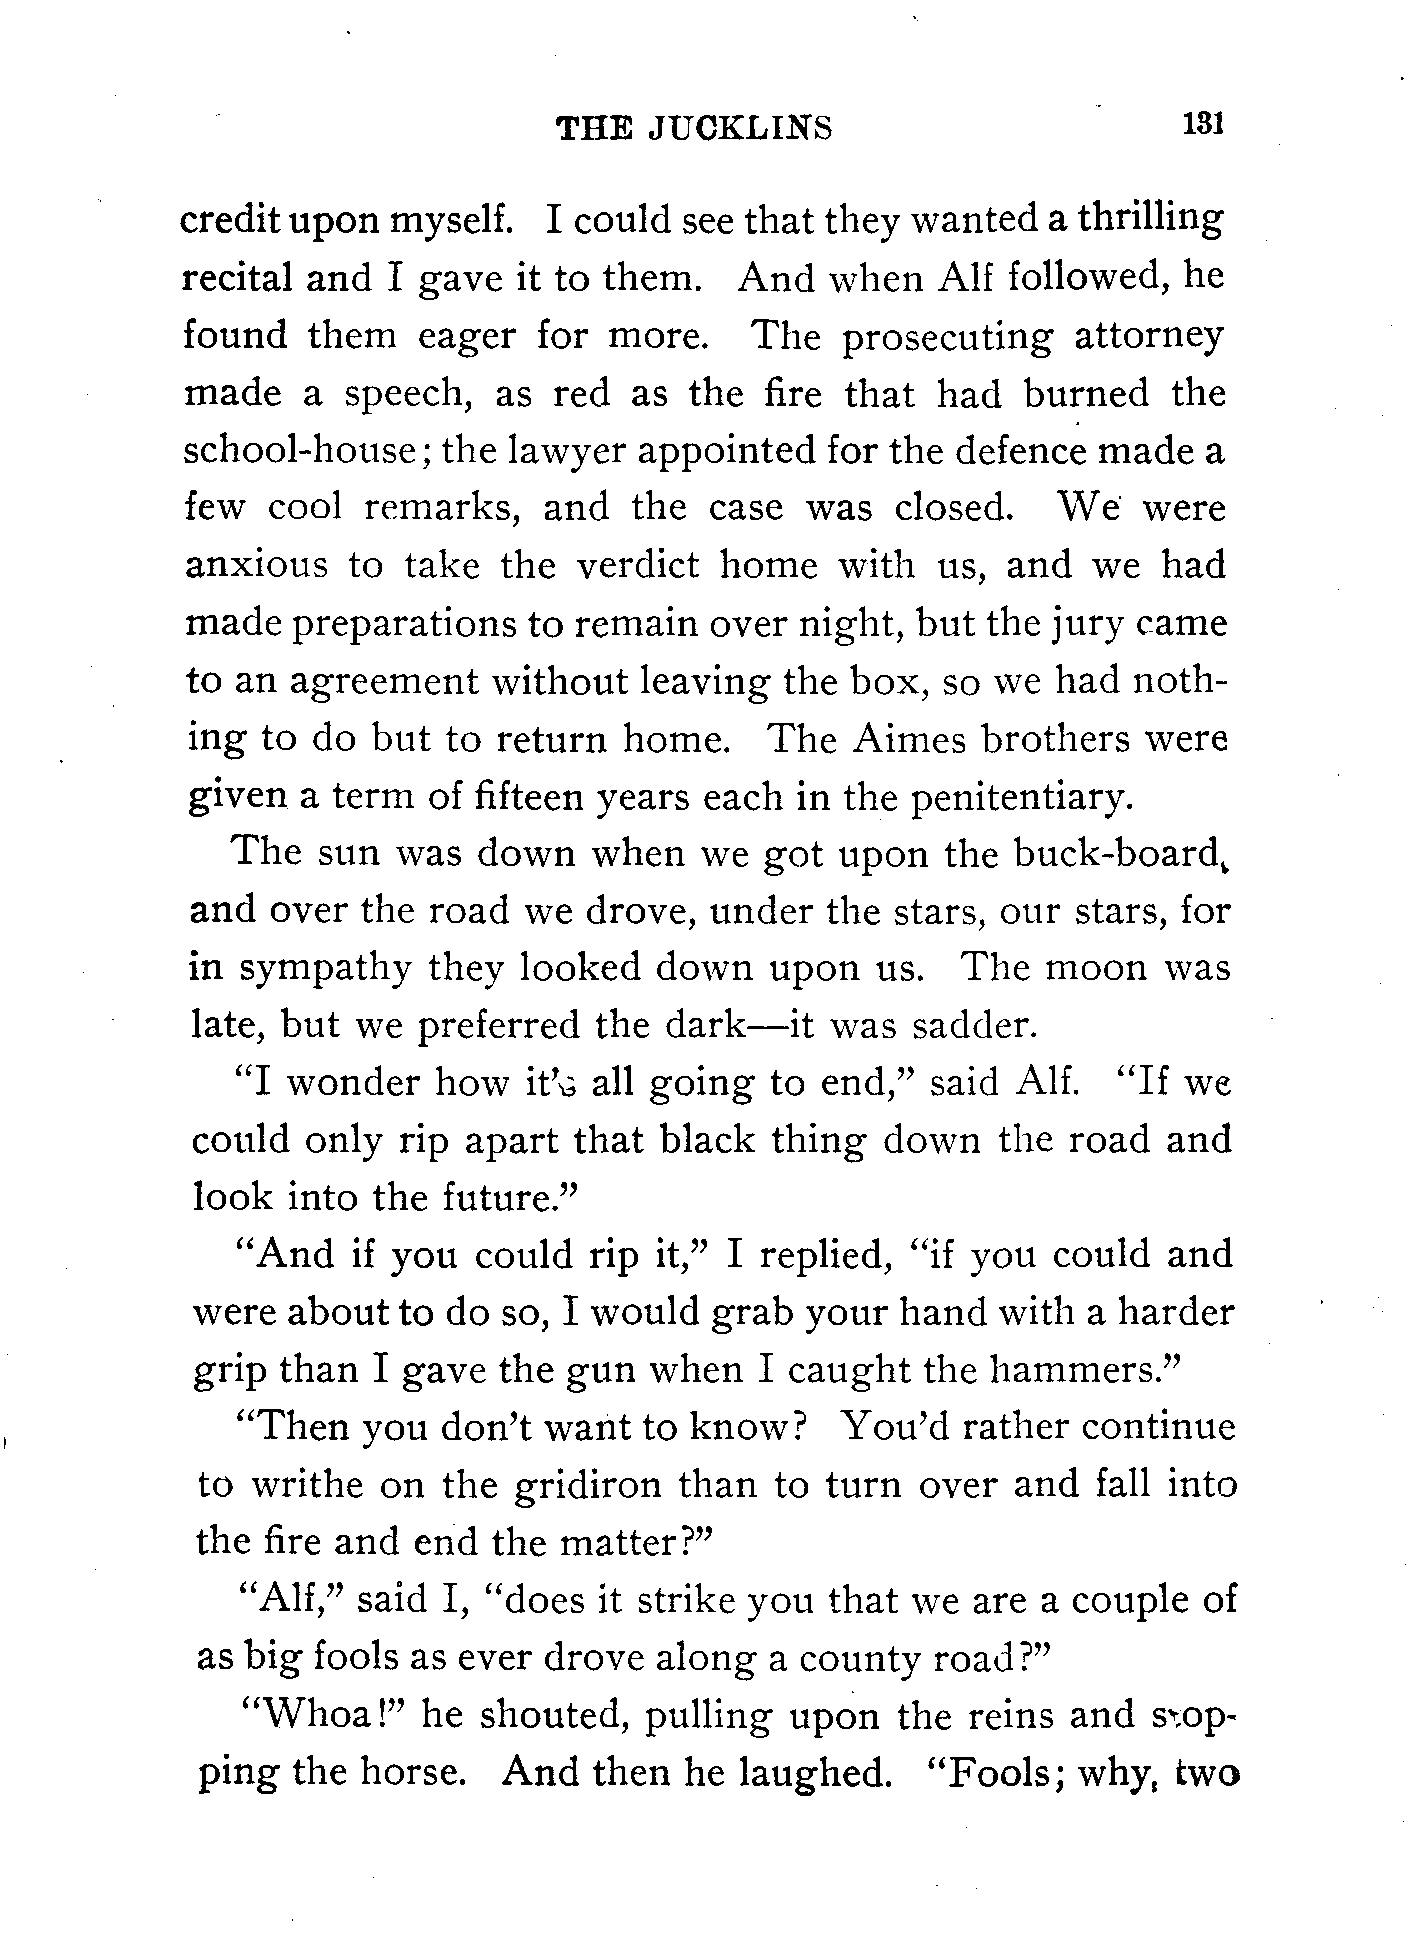 THE JUCKLINS 131
credit upon myself. I could see that they wanted a thrilling
recital and I gave it to them. And when Alf followed, he
found them eager for more. The prosecuting attorney
made a speech, as red as the fire that had burned the
school-house; the lawyer appointed for the defence made a
few cool remarks, and the case was closed. We were
anxious to take the verdict home with us, and we had
made preparations to remain over night, but the jury came
to an agreement without leaving the box, so we had noth-
ing to do but to return home. The Aimes brothers were
given a term of fifteen years each in the penitentiary.
The sun was down when we got upon the buck-board,
and over the road we drove, under the stars, our stars, for
in sympathy they looked down upon us. The moon was
late, but we preferred the dark—it was sadder.
“I wonder how it’s all going to end,” said Alf. “If we
could only rip apart that black thing down the road and
look into the future.”
“And if you could rip it,” I replied, “if you could and
were about to do so, I would grab your hand with a harder
grip than I gave the gun when I caught the hammers.”
“Then you don’t want to know? You’d rather continue
to writhe on the gridiron than to turn over and fall into
the fire and end the matter?”
“Alf,” said I, “does it strike you that we are a couple of
as big fools as ever drove along a county road?”
“Whoa!” he shouted, pulling upon the reins and stop-
ping the horse. And then he laughed. “Fools; why, two